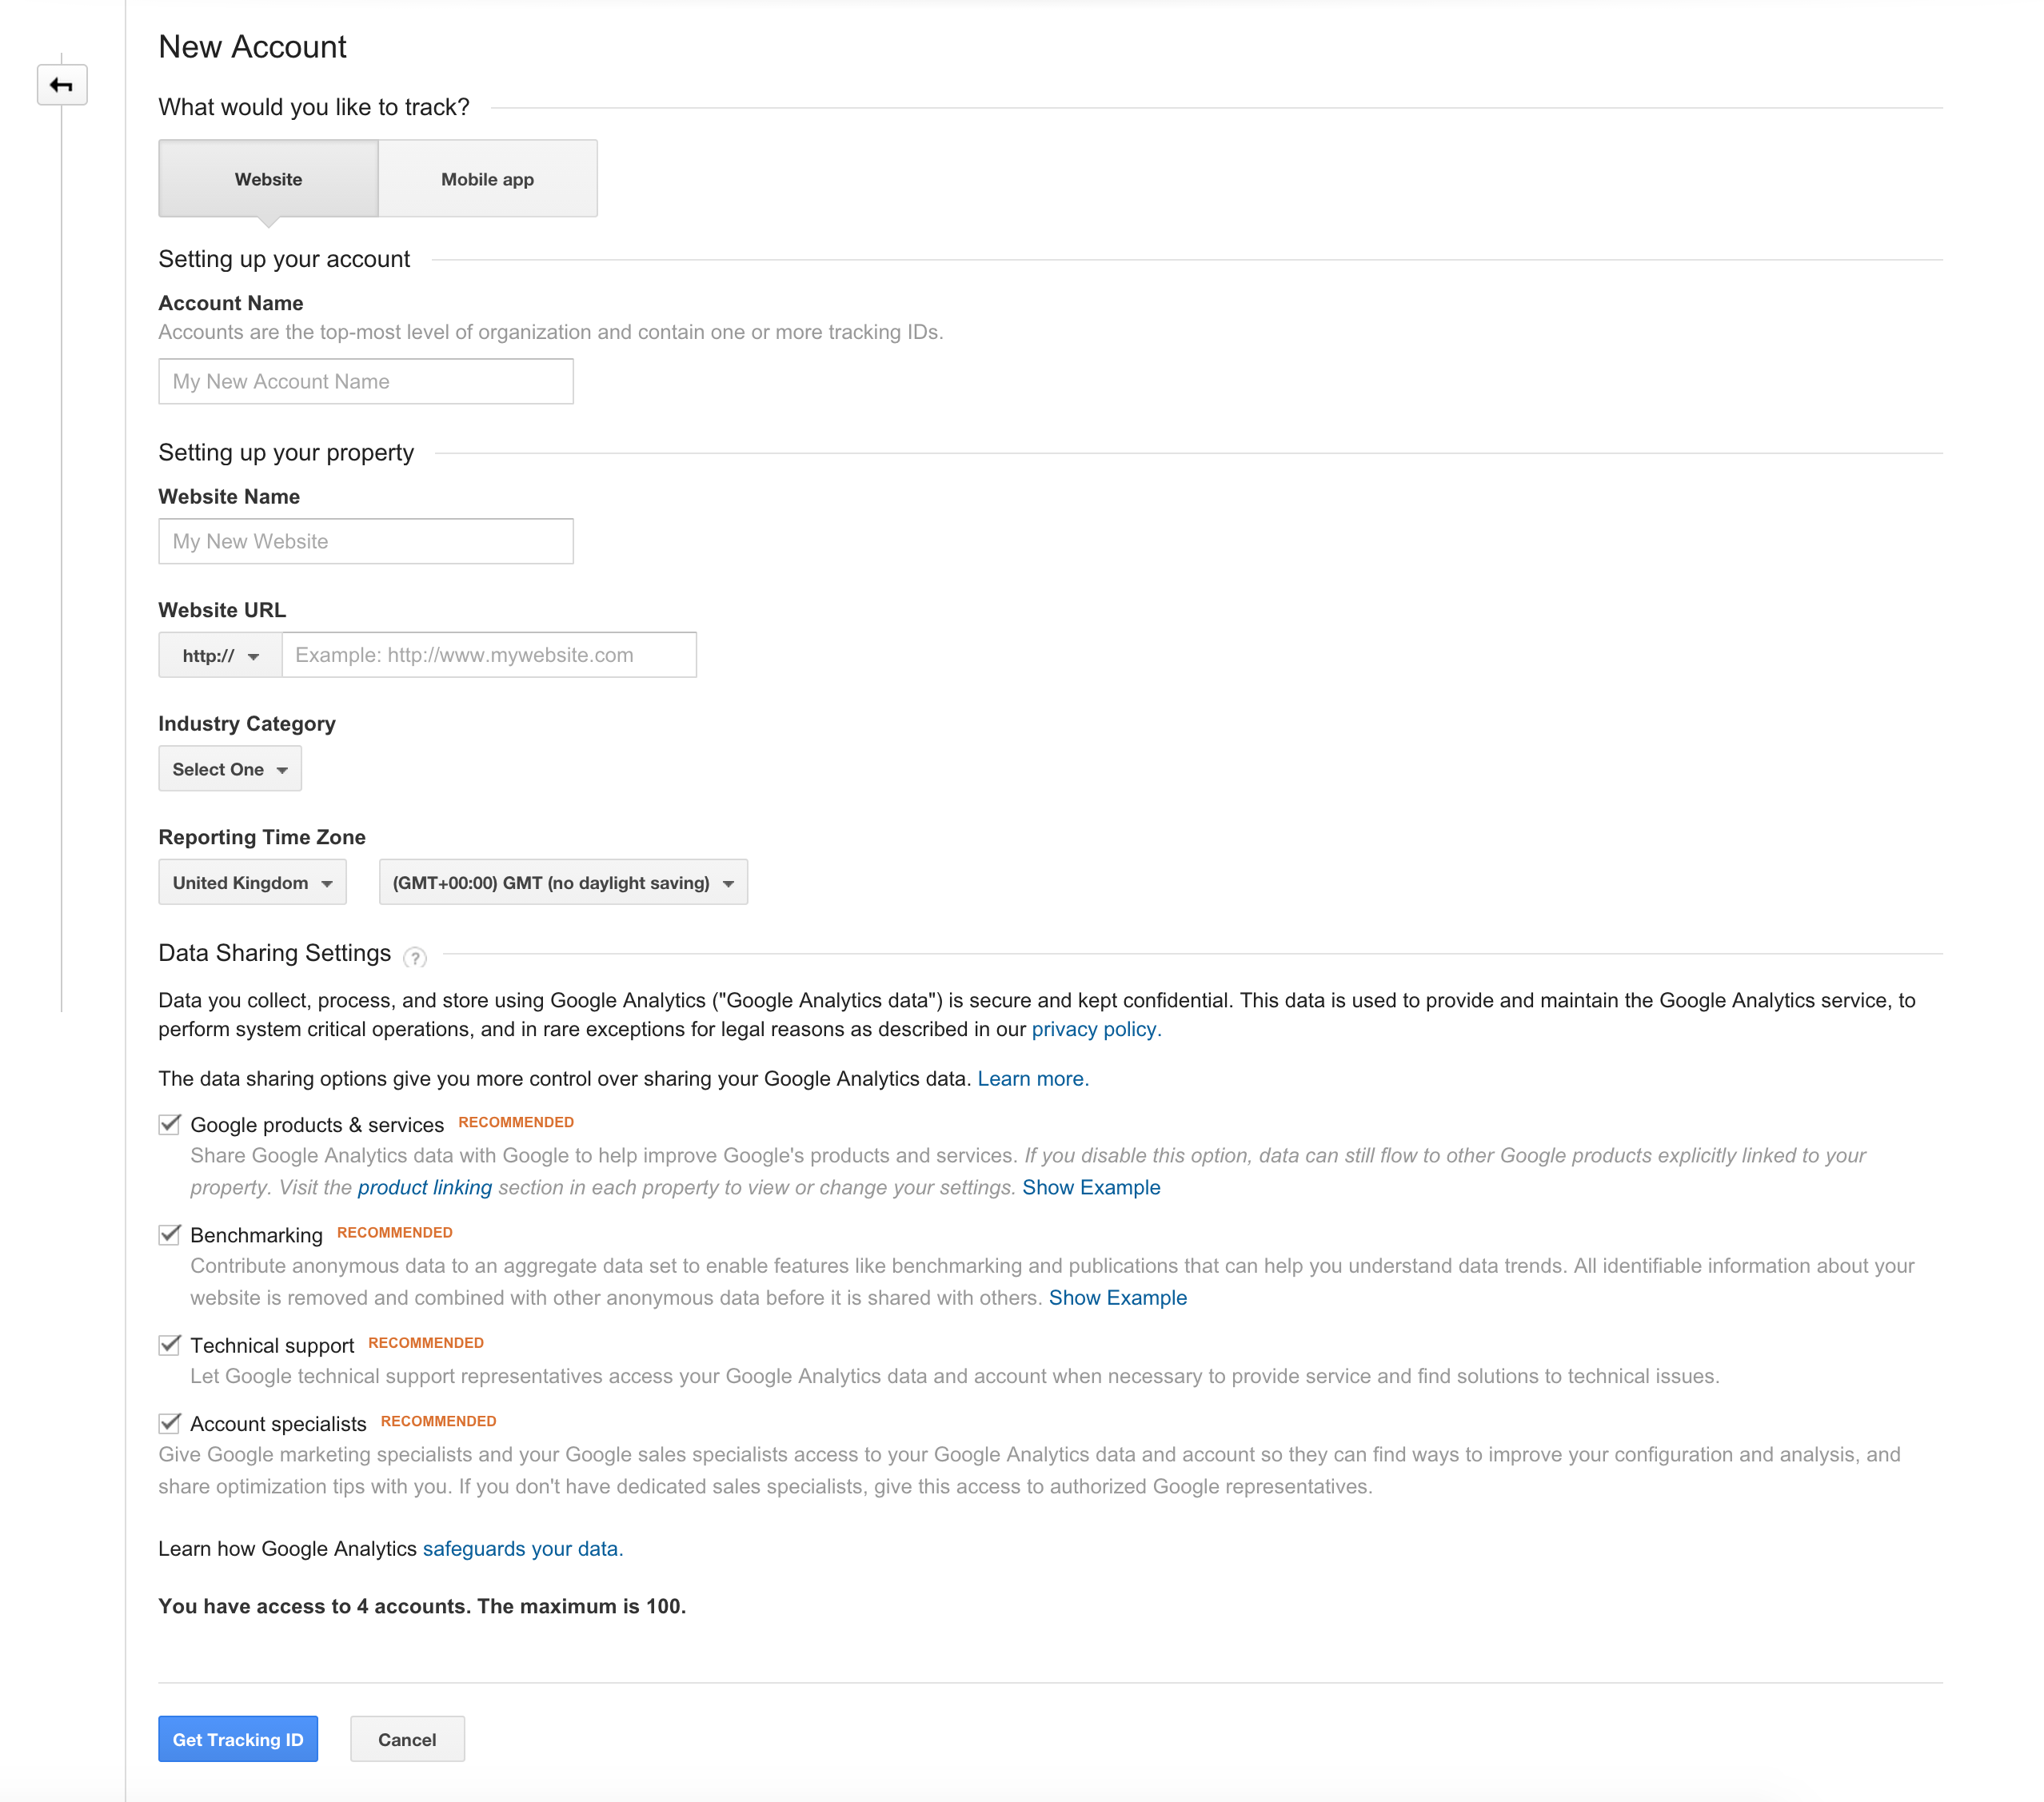 New Account
What would you like to track?
Website
Mobile app
Setting up your account
Account Name
Accounts are the top-most level of organization and contain one or more tracking IDs.
My New Account Name
Setting up your property
Website Name
My New Website
Website URL
http://
Example: http://www.mywebsite.com
Industry Category
Select One
Reporting Time Zone
United Kingdom
(GMT+00:00) GMT (no daylight saving)
Data Sharing Settings ?
Data you collect, process, and store using Google Analytics ("Google Analytics data") is secure and kept confidential. This data is used to provide and maintain the Google Analytics service, to
perform system critical operations, and in rare exceptions for legal reasons as described in our privacy policy.
The data sharing options give you more control over sharing your Google Analytics data. Learn more.
Google products & services RECOMMENDED
Share Google Analytics data with Google to help improve Google's products and services. If you disable this option, data can still flow to other Google products explicitly linked to your
property. Visit the product linking section in each property to view or change your settings. Show Example
Benchmarking RECOMMENDED
Contribute anonymous data to an aggregate data set to enable features like benchmarking and publications that can help you understand data trends. All identifiable information about your
website is removed and combined with other anonymous data before it is shared with others. Show Example
Technical support RECOMMENDED
Let Google technical support representatives access your Google Analytics data and account when necessary to provide service and find solutions to technical issues.
Account specialists RECOMMENDED
Give Google marketing specialists and your Google sales specialists access to your Google Analytics data and account so they can find ways to improve your configuration and analysis, and
share optimization tips with you. If you don't have dedicated sales specialists, give this access to authorized Google representatives.
Learn how Google Analytics safeguards your data.
You have access to 4 accounts. The maximum is 100.
Get Tracking ID
Cancel